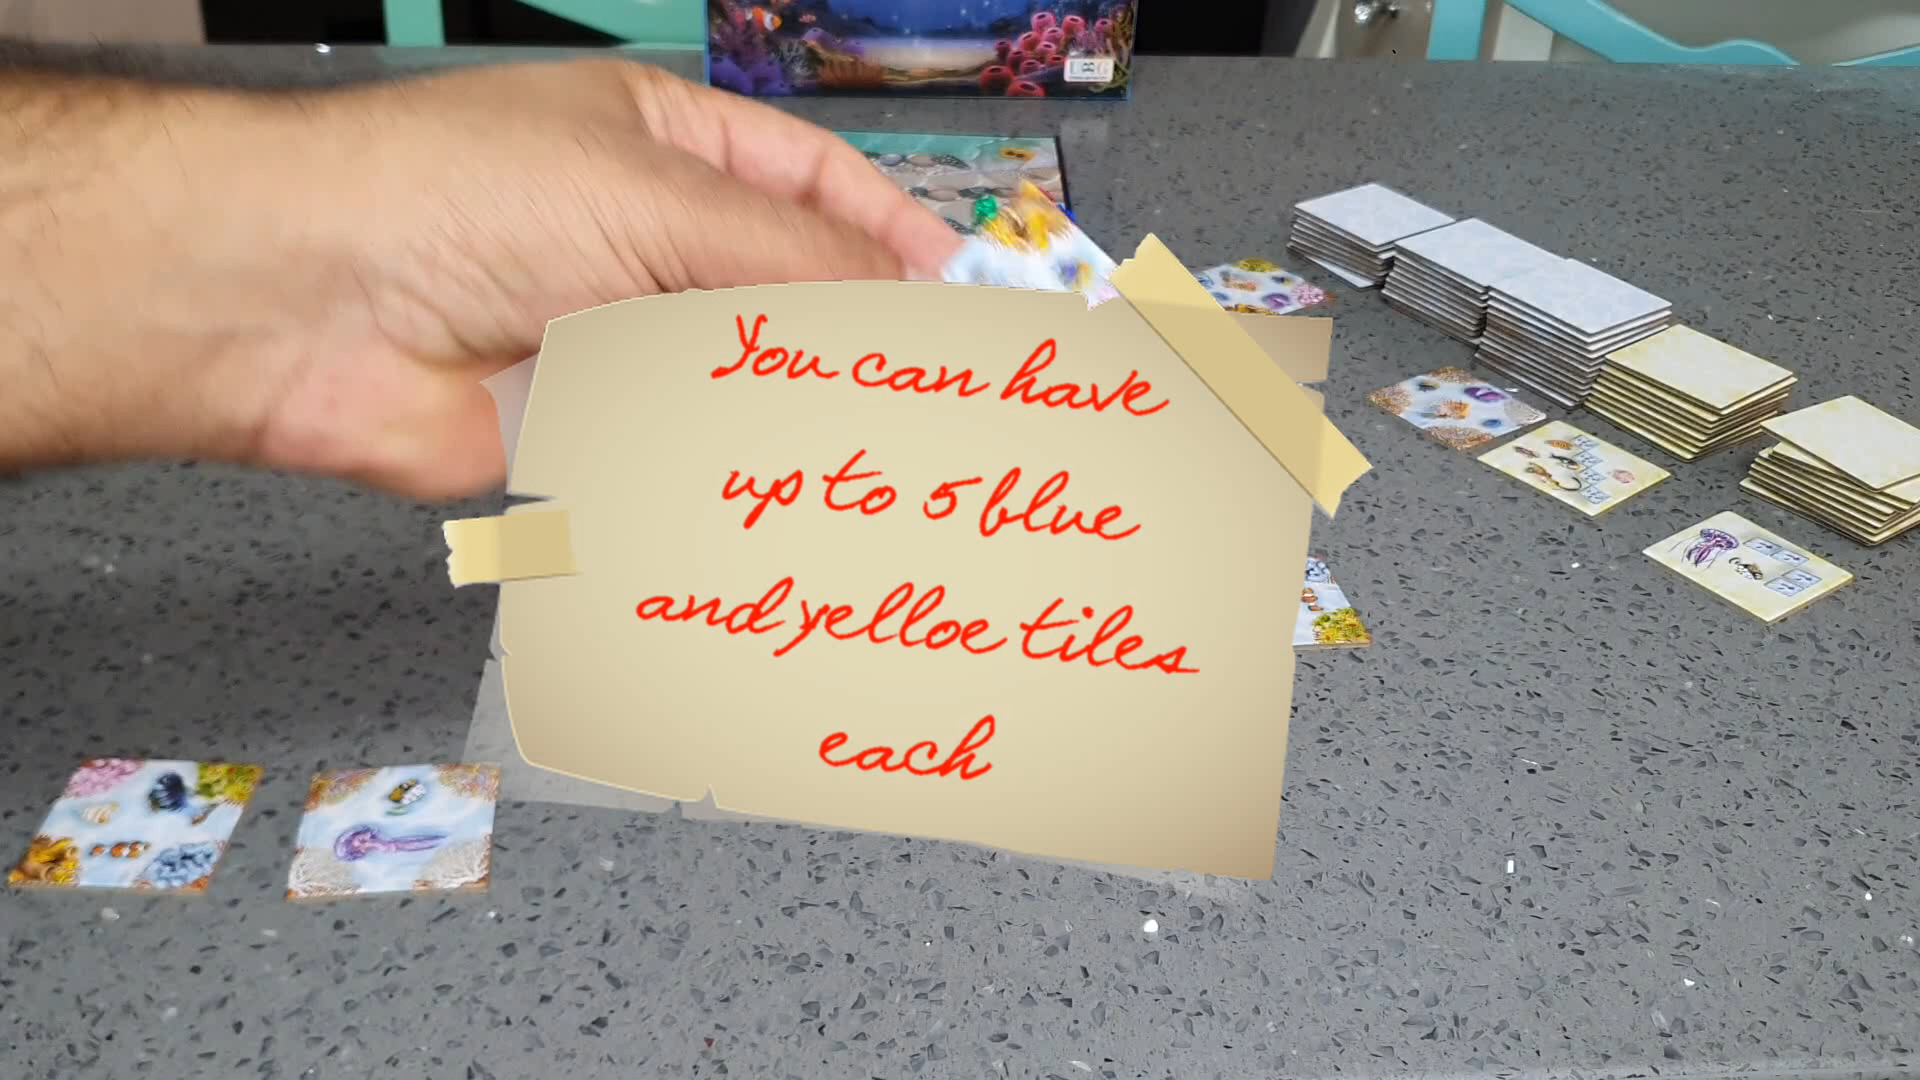 You can have
up to 5 blue
and yelloe tiles
each